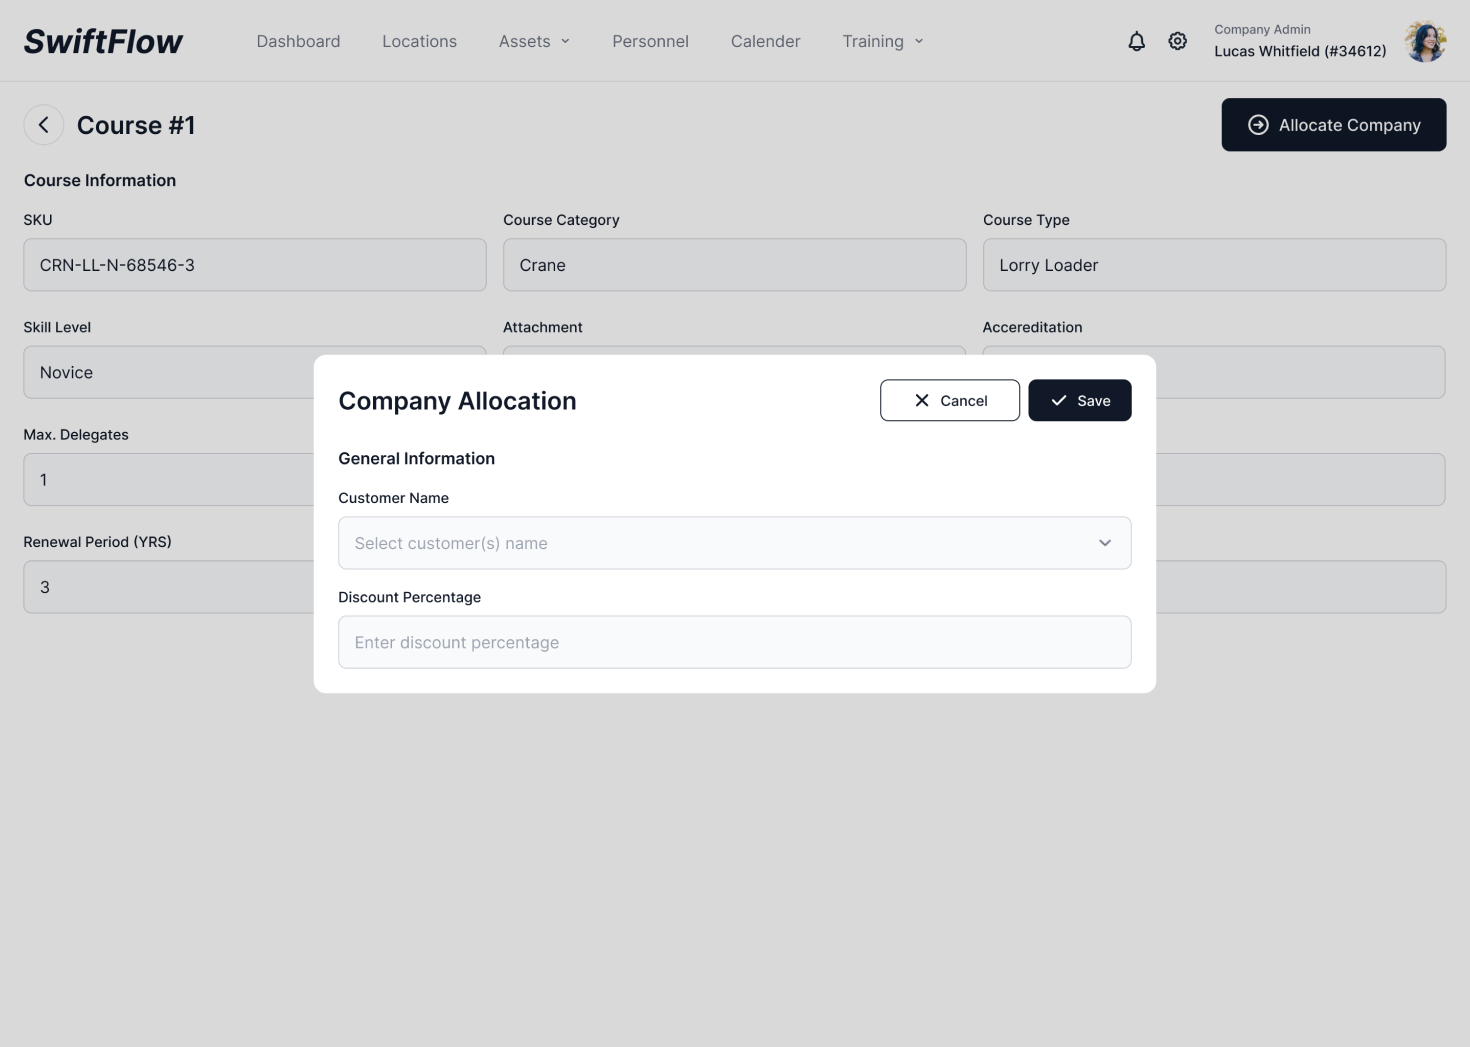 SwiftFlow
Dashboard
Locations
Assets
Personnel
Calender
Training
Company Admin
Lucas Whitfield (#34612)
Course #1
Allocate Company
Course Information
SKU
Course Category
Course Type
CRN-LL-N-68546-3
Crane
Lorry Loader
Skill Level
Attachment
Accereditation
Novice
Company Allocation
Cancel
Save
Max. Delegates
General Information
1
Customer Name
Select customer(s) name
Renewal Period (YRS)
3
Discount Percentage
Enter discount percentage